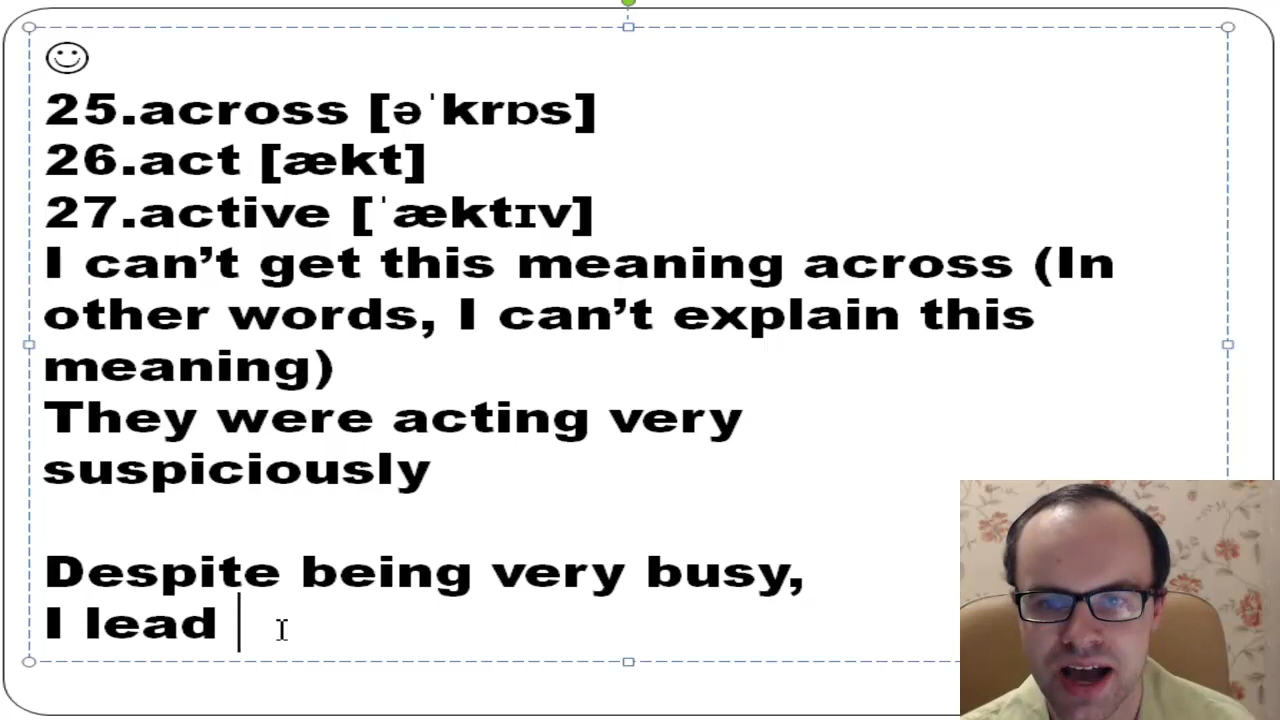 25.across [əˈkrɒs]
26.act [ækt]
27.active [ˈæktɪv]
I can’t get this meaning across (In
other words, I can’t explain this
meaning)
They were acting very
suspiciously
Despite being very busy,
I lead